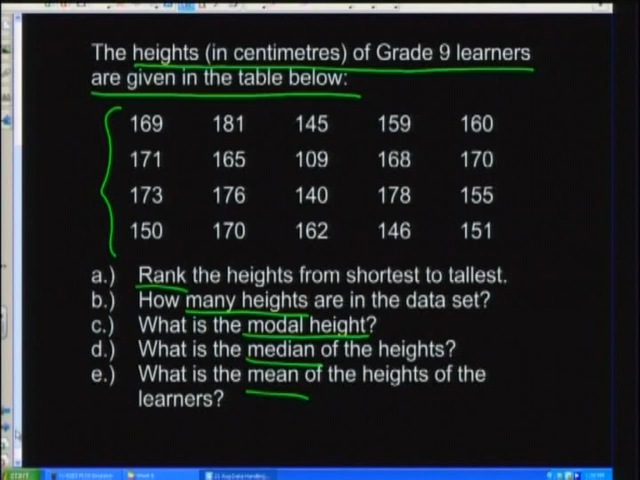 The heights (in centimetres) of Grade 9 learners
are given in the table below:
169 181 145 159 160
171 165 109 168 170
173 176 140 178 155
150 170 162 146 151
a.) Rank the heights from shortest to tallest.
b.) How many heights are in the data set?
c.) What is the modal height?
d.) What is the median of the heights?
e.) What is the mean of the heights of the
learners?